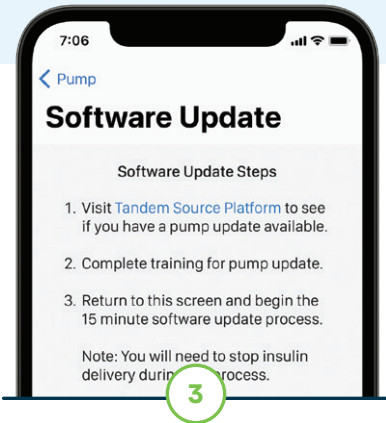 7:06
Pump
Software Update
Software Update Steps
1. Visit Tandem Source Platform to see
if you have a pump update available.
2. Complete training for pump update.
3. Return to this screen and begin the
15 minute software update process.
Note: You will need to stop insulin
delivery process.
3